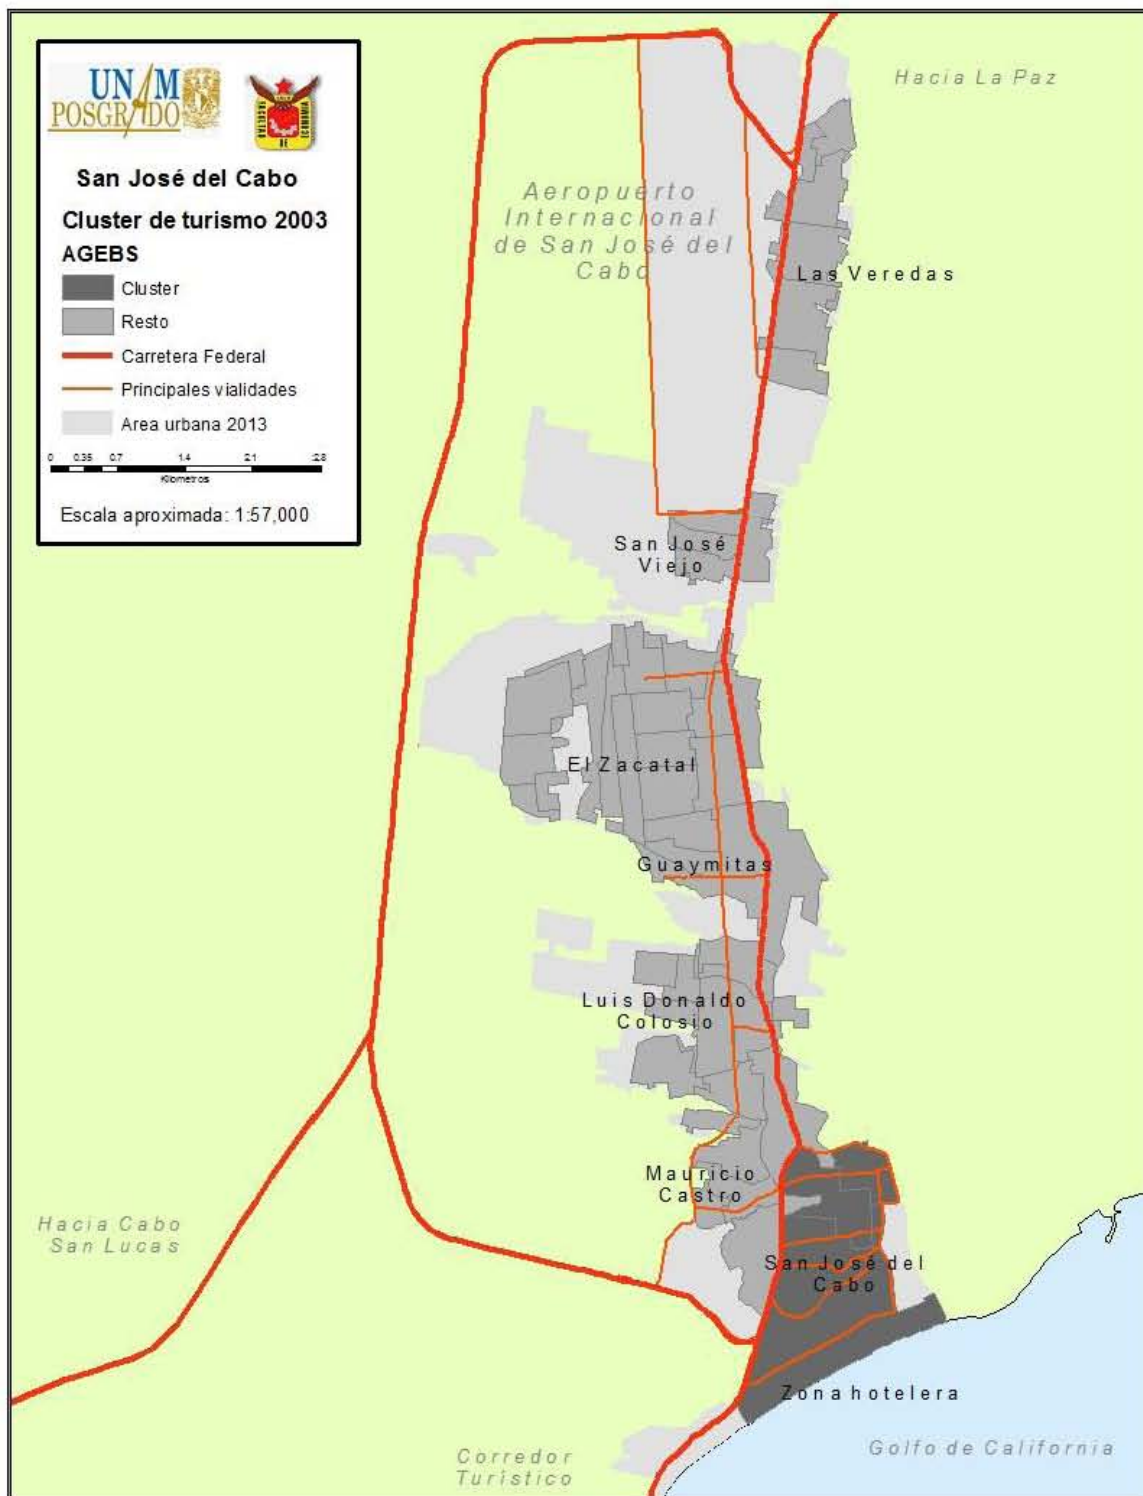 UNAM
POSGRADO
FACULTAD
DE
ECONOMIA
San José del Cabo
Cluster de turismo 2003
AGEBS
Cluster
Resto
Carretera Federal
Principales vialidades
Area urbana 2013
0 0.35 0.7 1.4 2.1 2.8
Kilometros
Escala aproximada: 1:57,000
Hacia La Paz
Aeropuerto
Internacional
de San José del
Cabo
Las Veredas
San José
Viejo
El Zacatal
Guaymitas
Luis Donaldo
Colosio
Mauricio
Castro
Hacia Cabo
San Lucas
San José del
Cabo
Zona hotelera
Golfo de California
Corredor
Turístico